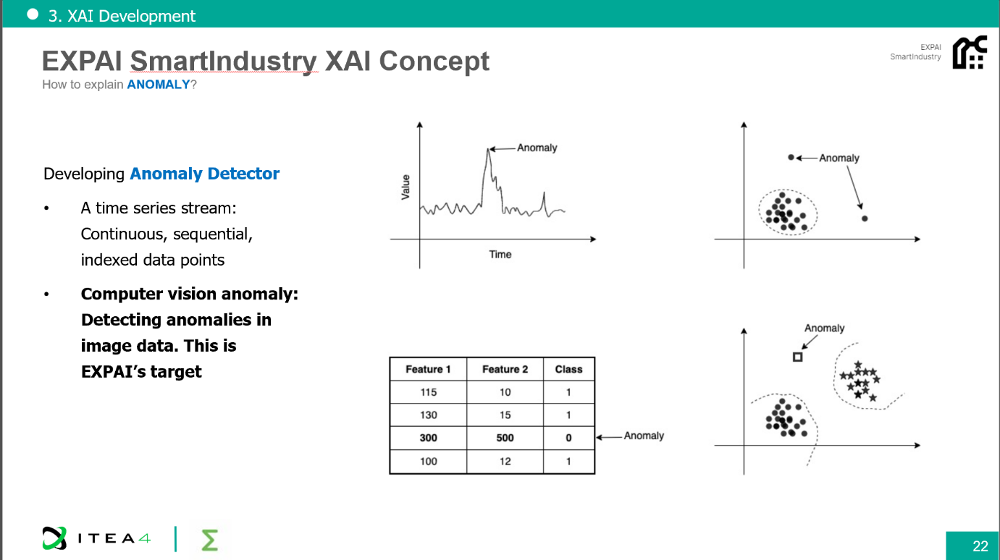 3. XAI Development
EXPAI SmartIndustry XAI Concept
How to explain ANOMALY?
EXPAI
SmartIndustry
Developing Anomaly Detector
• A time series stream:
Continuous, sequential,
indexed data points
• Computer vision anomaly:
Detecting anomalies in
image data. This is
EXPAI’s target
Anomaly
Value
Time
Anomaly
Feature 1 Feature 2 Class
115 10 1
130 15 1
300 500 0
100 12 1
Anomaly
Anomaly
ITEA4
Σ
22